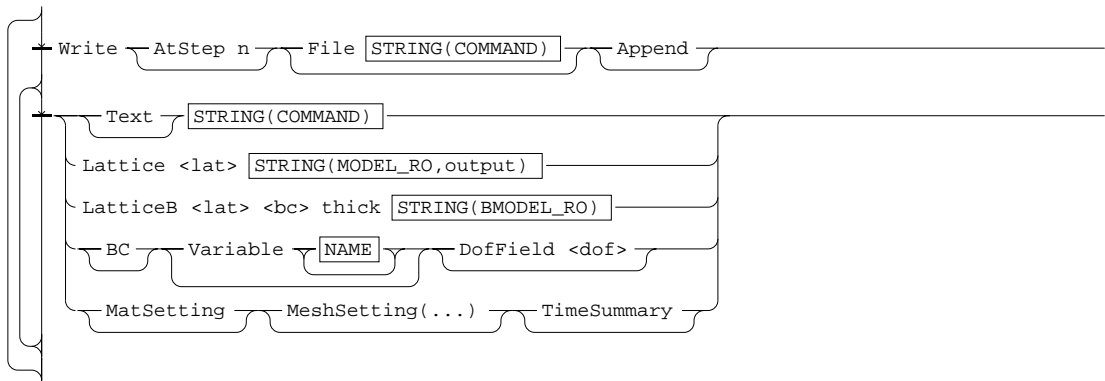 Write AtStep n File STRING(COMMAND) Append
Text STRING(COMMAND)
Lattice <lat> STRING(MODEL_RO,output)
LatticeB <lat> <bc> thick STRING(BMODEL_RO)
BC Variable NAME DofField <dof>
MatSetting MeshSetting(...) TimeSummary